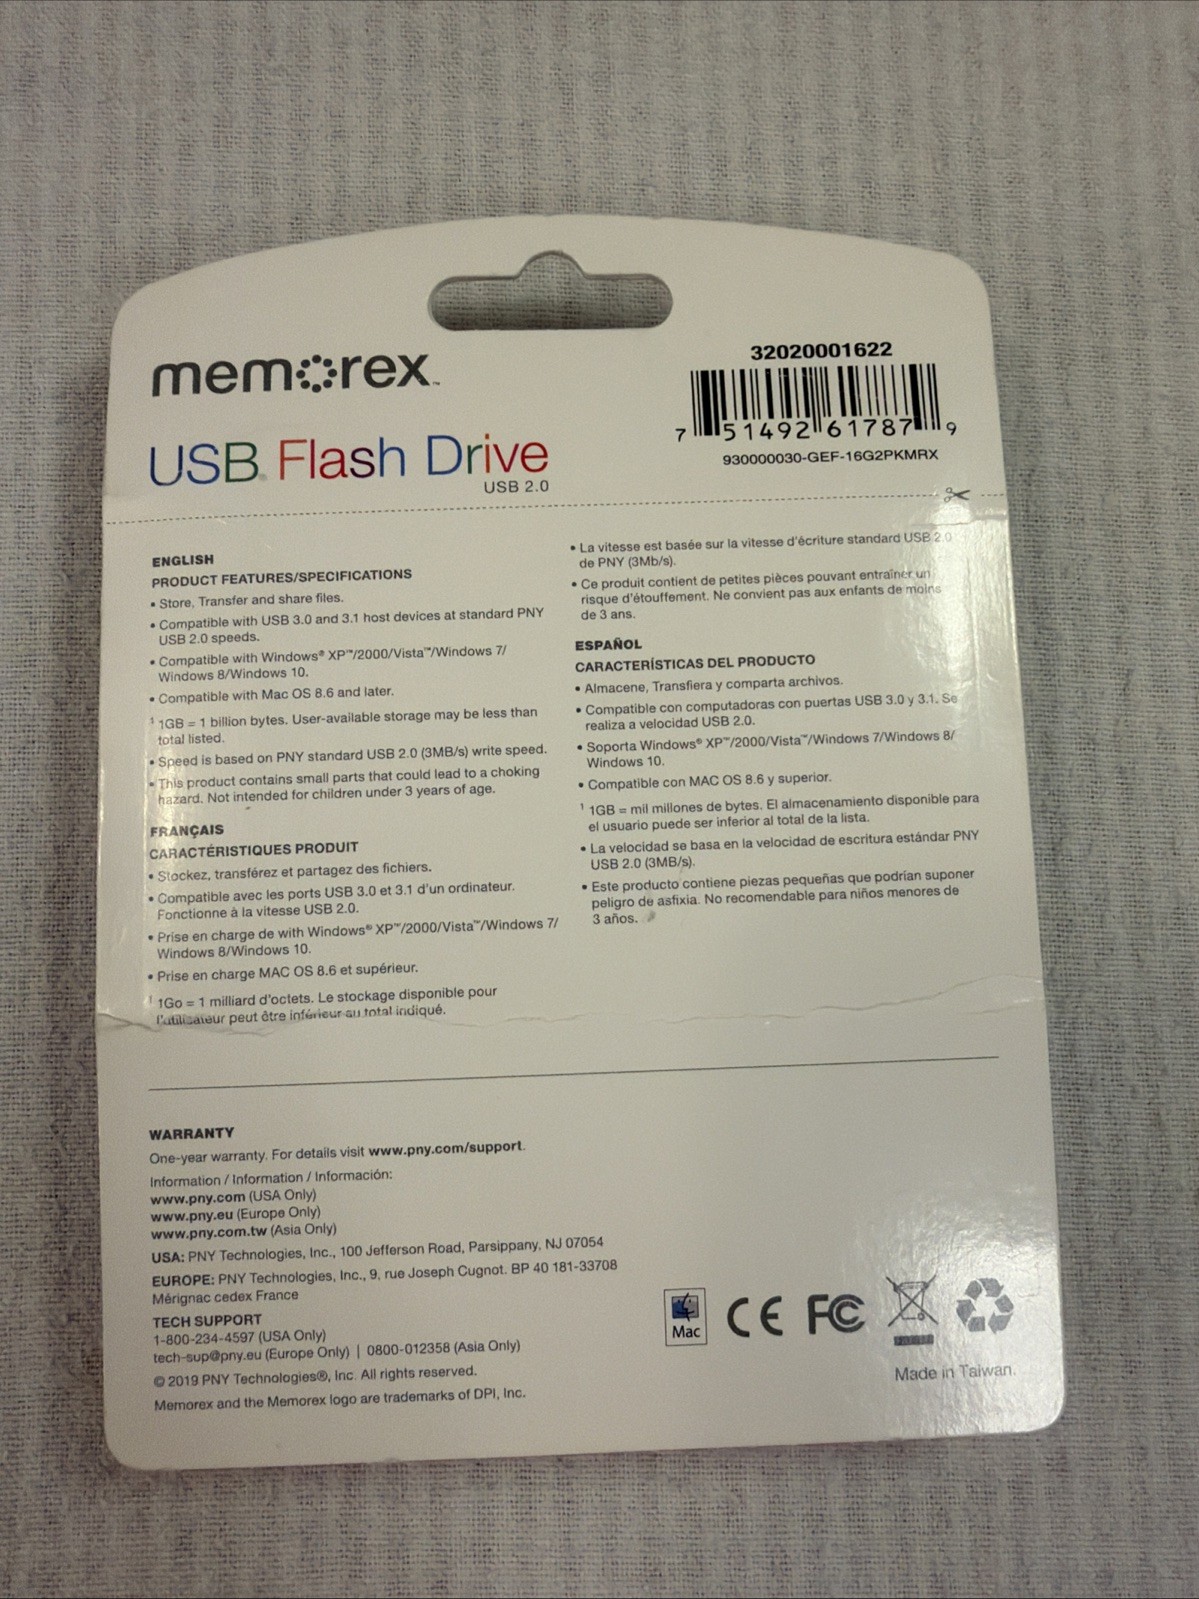 memorex™
USB Flash Drive
USB 2.0
32020001622
7 51492 61787 9
930000030-GEF-16G2PKMRX
ENGLISH
PRODUCT FEATURES/SPECIFICATIONS
• Store, Transfer and share files.
• Compatible with USB 3.0 and 3.1 host devices at standard PNY
USB 2.0 speeds.
• Compatible with Windows® XP™/2000/Vista™/Windows 7/
Windows 8/Windows 10.
• Compatible with Mac OS 8.6 and later.
¹ 1GB = 1 billion bytes. User-available storage may be less than
total listed.
• Speed is based on PNY standard USB 2.0 (3MB/s) write speed.
• This product contains small parts that could lead to a choking
hazard. Not intended for children under 3 years of age.
FRANÇAIS
CARACTÉRISTIQUES PRODUIT
• Stockez, transférez et partagez des fichiers.
• Compatible avec les ports USB 3.0 et 3.1 d'un ordinateur.
Fonctionne à la vitesse USB 2.0.
• Prise en charge de with Windows® XP™/2000/Vista™/Windows 7/
Windows 8/Windows 10.
• Prise en charge MAC OS 8.6 et supérieur.
¹ 1Go = 1 milliard d'octets. Le stockage disponible pour
l'utilisateur peut être inférieur au total indiqué.
• La vitesse est basée sur la vitesse d'écriture standard USB 2.0
de PNY (3Mb/s).
• Ce produit contient de petites pièces pouvant entraîner un
risque d'étouffement. Ne convient pas aux enfants de moins
de 3 ans.
ESPAÑOL
CARACTERÍSTICAS DEL PRODUCTO
• Almacene, Transfiera y comparta archivos.
• Compatible con computadoras con puertas USB 3.0 y 3.1. Se
realiza a velocidad USB 2.0.
• Soporta Windows® XP™/2000/Vista™/Windows 7/Windows 8/
Windows 10.
• Compatible con MAC OS 8.6 y superior.
¹ 1GB = mil millones de bytes. El almacenamiento disponible para
el usuario puede ser inferior al total de la lista.
• La velocidad se basa en la velocidad de escritura estándar PNY
USB 2.0 (3MB/s).
• Este producto contiene piezas pequeñas que podrían suponer
peligro de asfixia. No recomendable para niños menores de
3 años.
WARRANTY
One-year warranty. For details visit www.pny.com/support.
Information / Information / Información:
www.pny.com (USA Only)
www.pny.eu (Europe Only)
www.pny.com.tw (Asia Only)
USA: PNY Technologies, Inc., 100 Jefferson Road, Parsippany, NJ 07054
EUROPE: PNY Technologies, Inc., 9, rue Joseph Cugnot. BP 40 181-33708
Mérignac cedex France
TECH SUPPORT
1-800-234-4597 (USA Only)
tech-sup@pny.eu (Europe Only) | 0800-012358 (Asia Only)
© 2019 PNY Technologies®, Inc. All rights reserved.
Memorex and the Memorex logo are trademarks of DPI, Inc.
Mac
CE FC
Made in Taiwan.